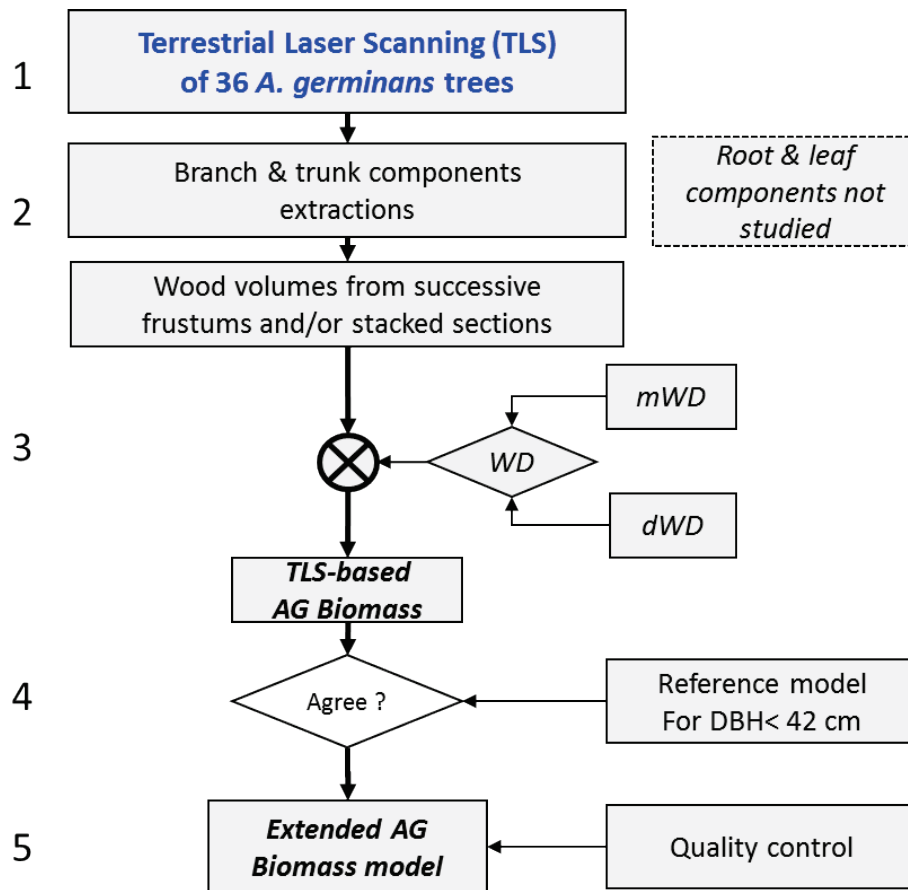 1
Terrestrial Laser Scanning (TLS)
of 36 A. germinans trees
2
Branch & trunk components
extractions
Root & leaf
components not
studied
Wood volumes from successive
frustums and/or stacked sections
3
mWD
WD
dWD
TLS-based
AG Biomass
4
Agree ?
Reference model
For DBH< 42 cm
5
Extended AG
Biomass model
Quality control